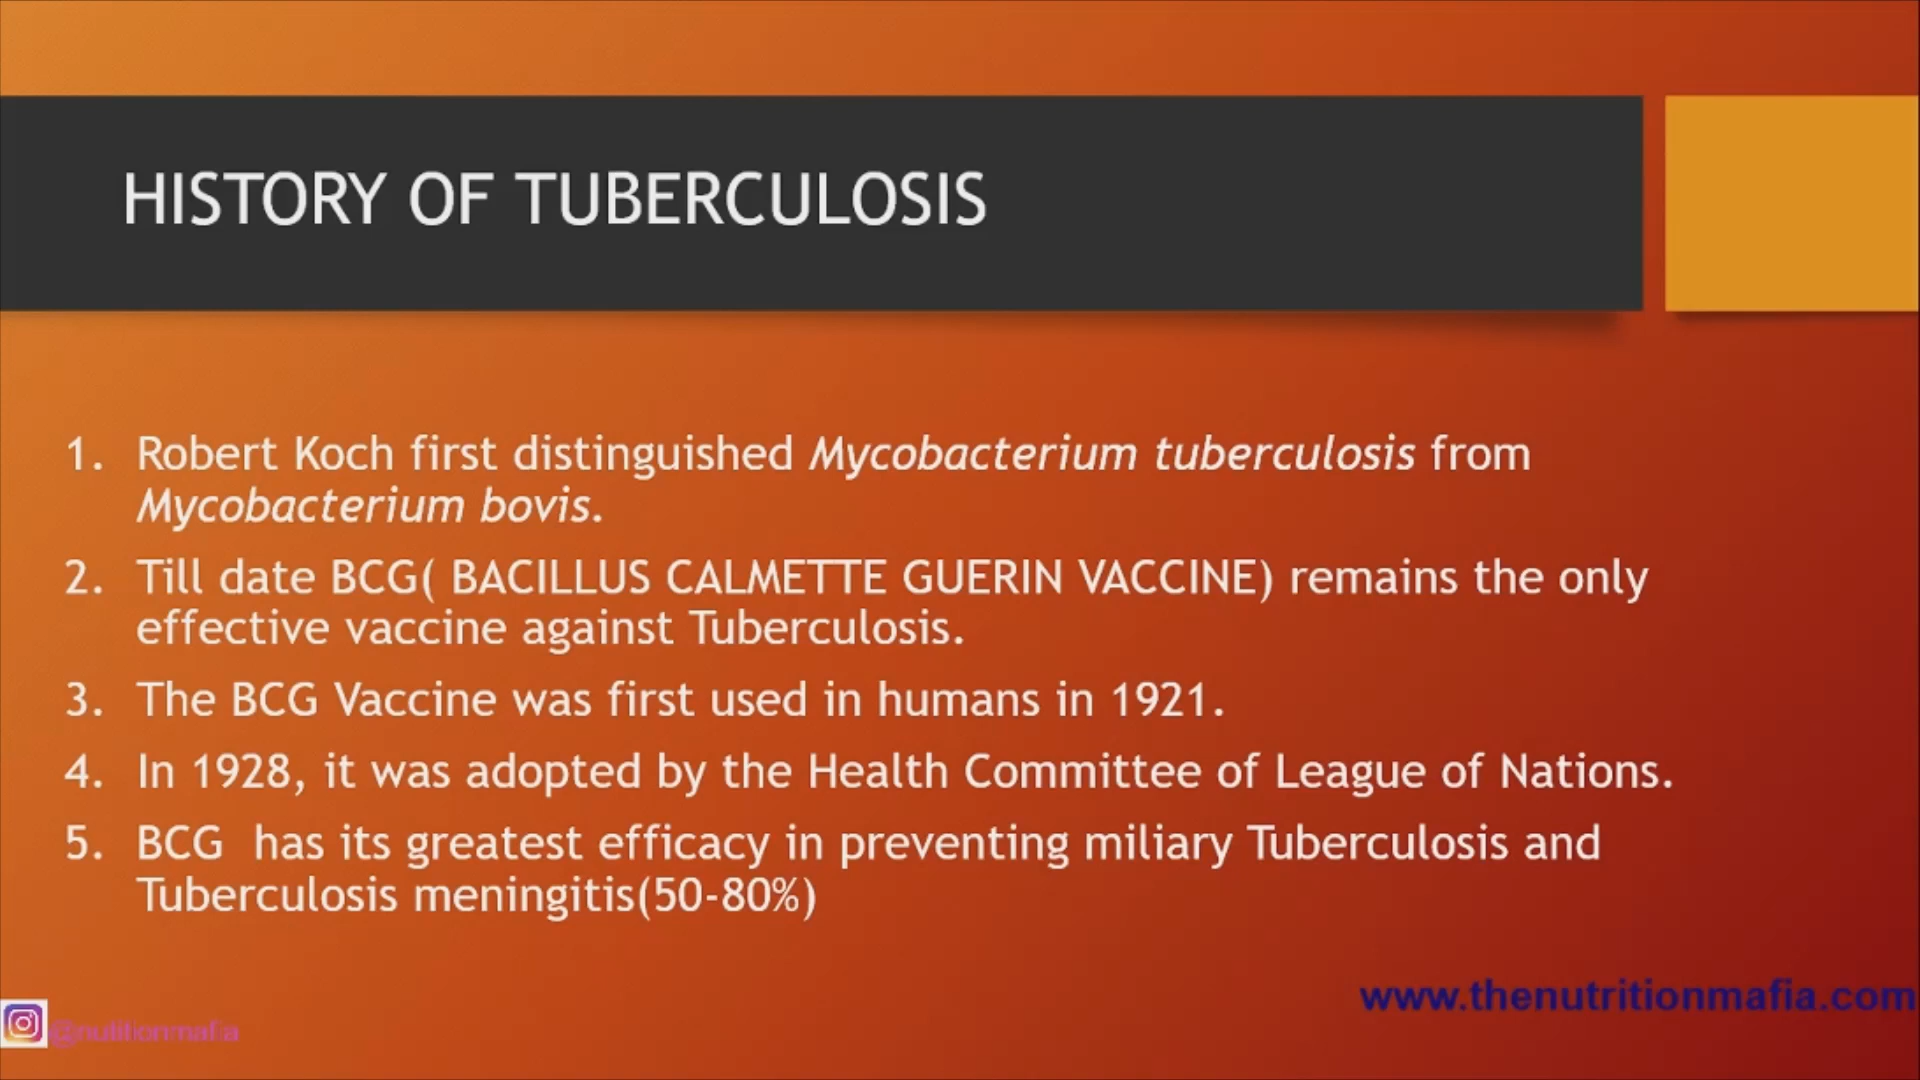 HISTORY OF TUBERCULOSIS
1. Robert Koch first distinguished Mycobacterium tuberculosis from
Mycobacterium bovis.
2. Till date BCG( BACILLUS CALMETTE GUERIN VACCINE) remains the only
effective vaccine against Tuberculosis.
3. The BCG Vaccine was first used in humans in 1921.
4. In 1928, it was adopted by the Health Committee of League of Nations.
5. BCG  has its greatest efficacy in preventing miliary Tuberculosis and
Tuberculosis meningitis(50-80%)
www.thenutritionmafia.com